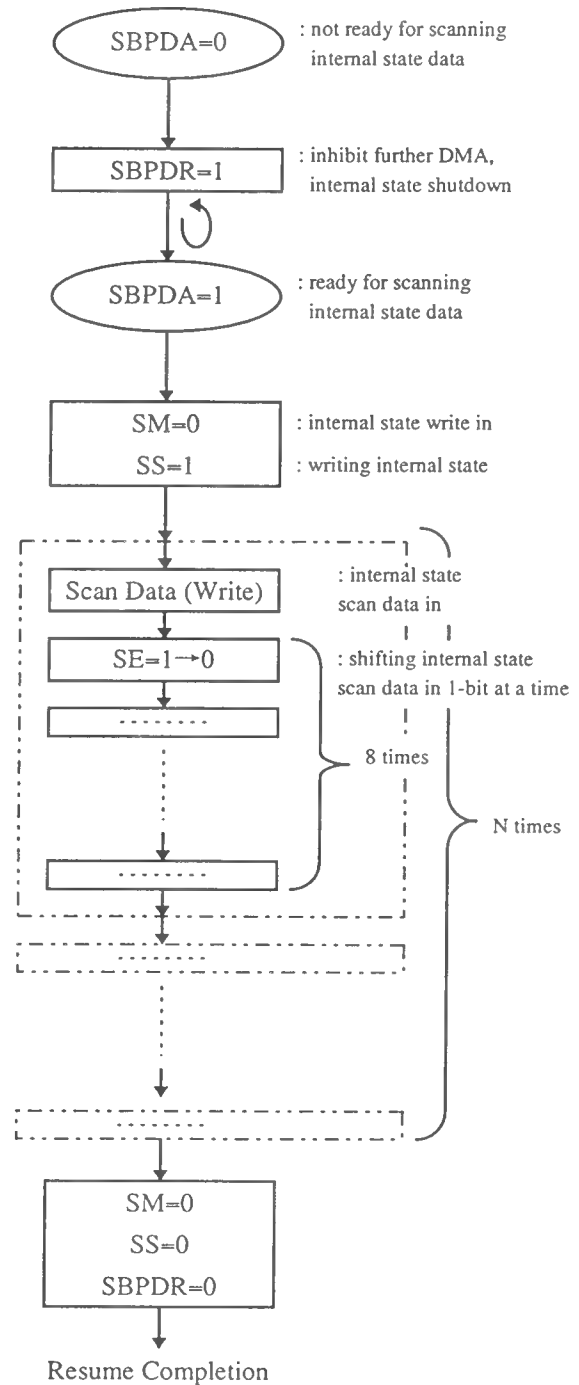 SBPDA=0
: not ready for scanning
internal state data
SBPDR=1
: inhibit further DMA,
internal state shutdown
SBPDA=1
: ready for scanning
internal state data
SM=0
: internal state write in
SS=1
: writing internal state
Scan Data (Write)
: internal state
scan data in
SE=1→0
: shifting internal state
scan data in 1-bit at a time
8 times
N times
SM=0
SS=0
SBPDR=0
Resume Completion